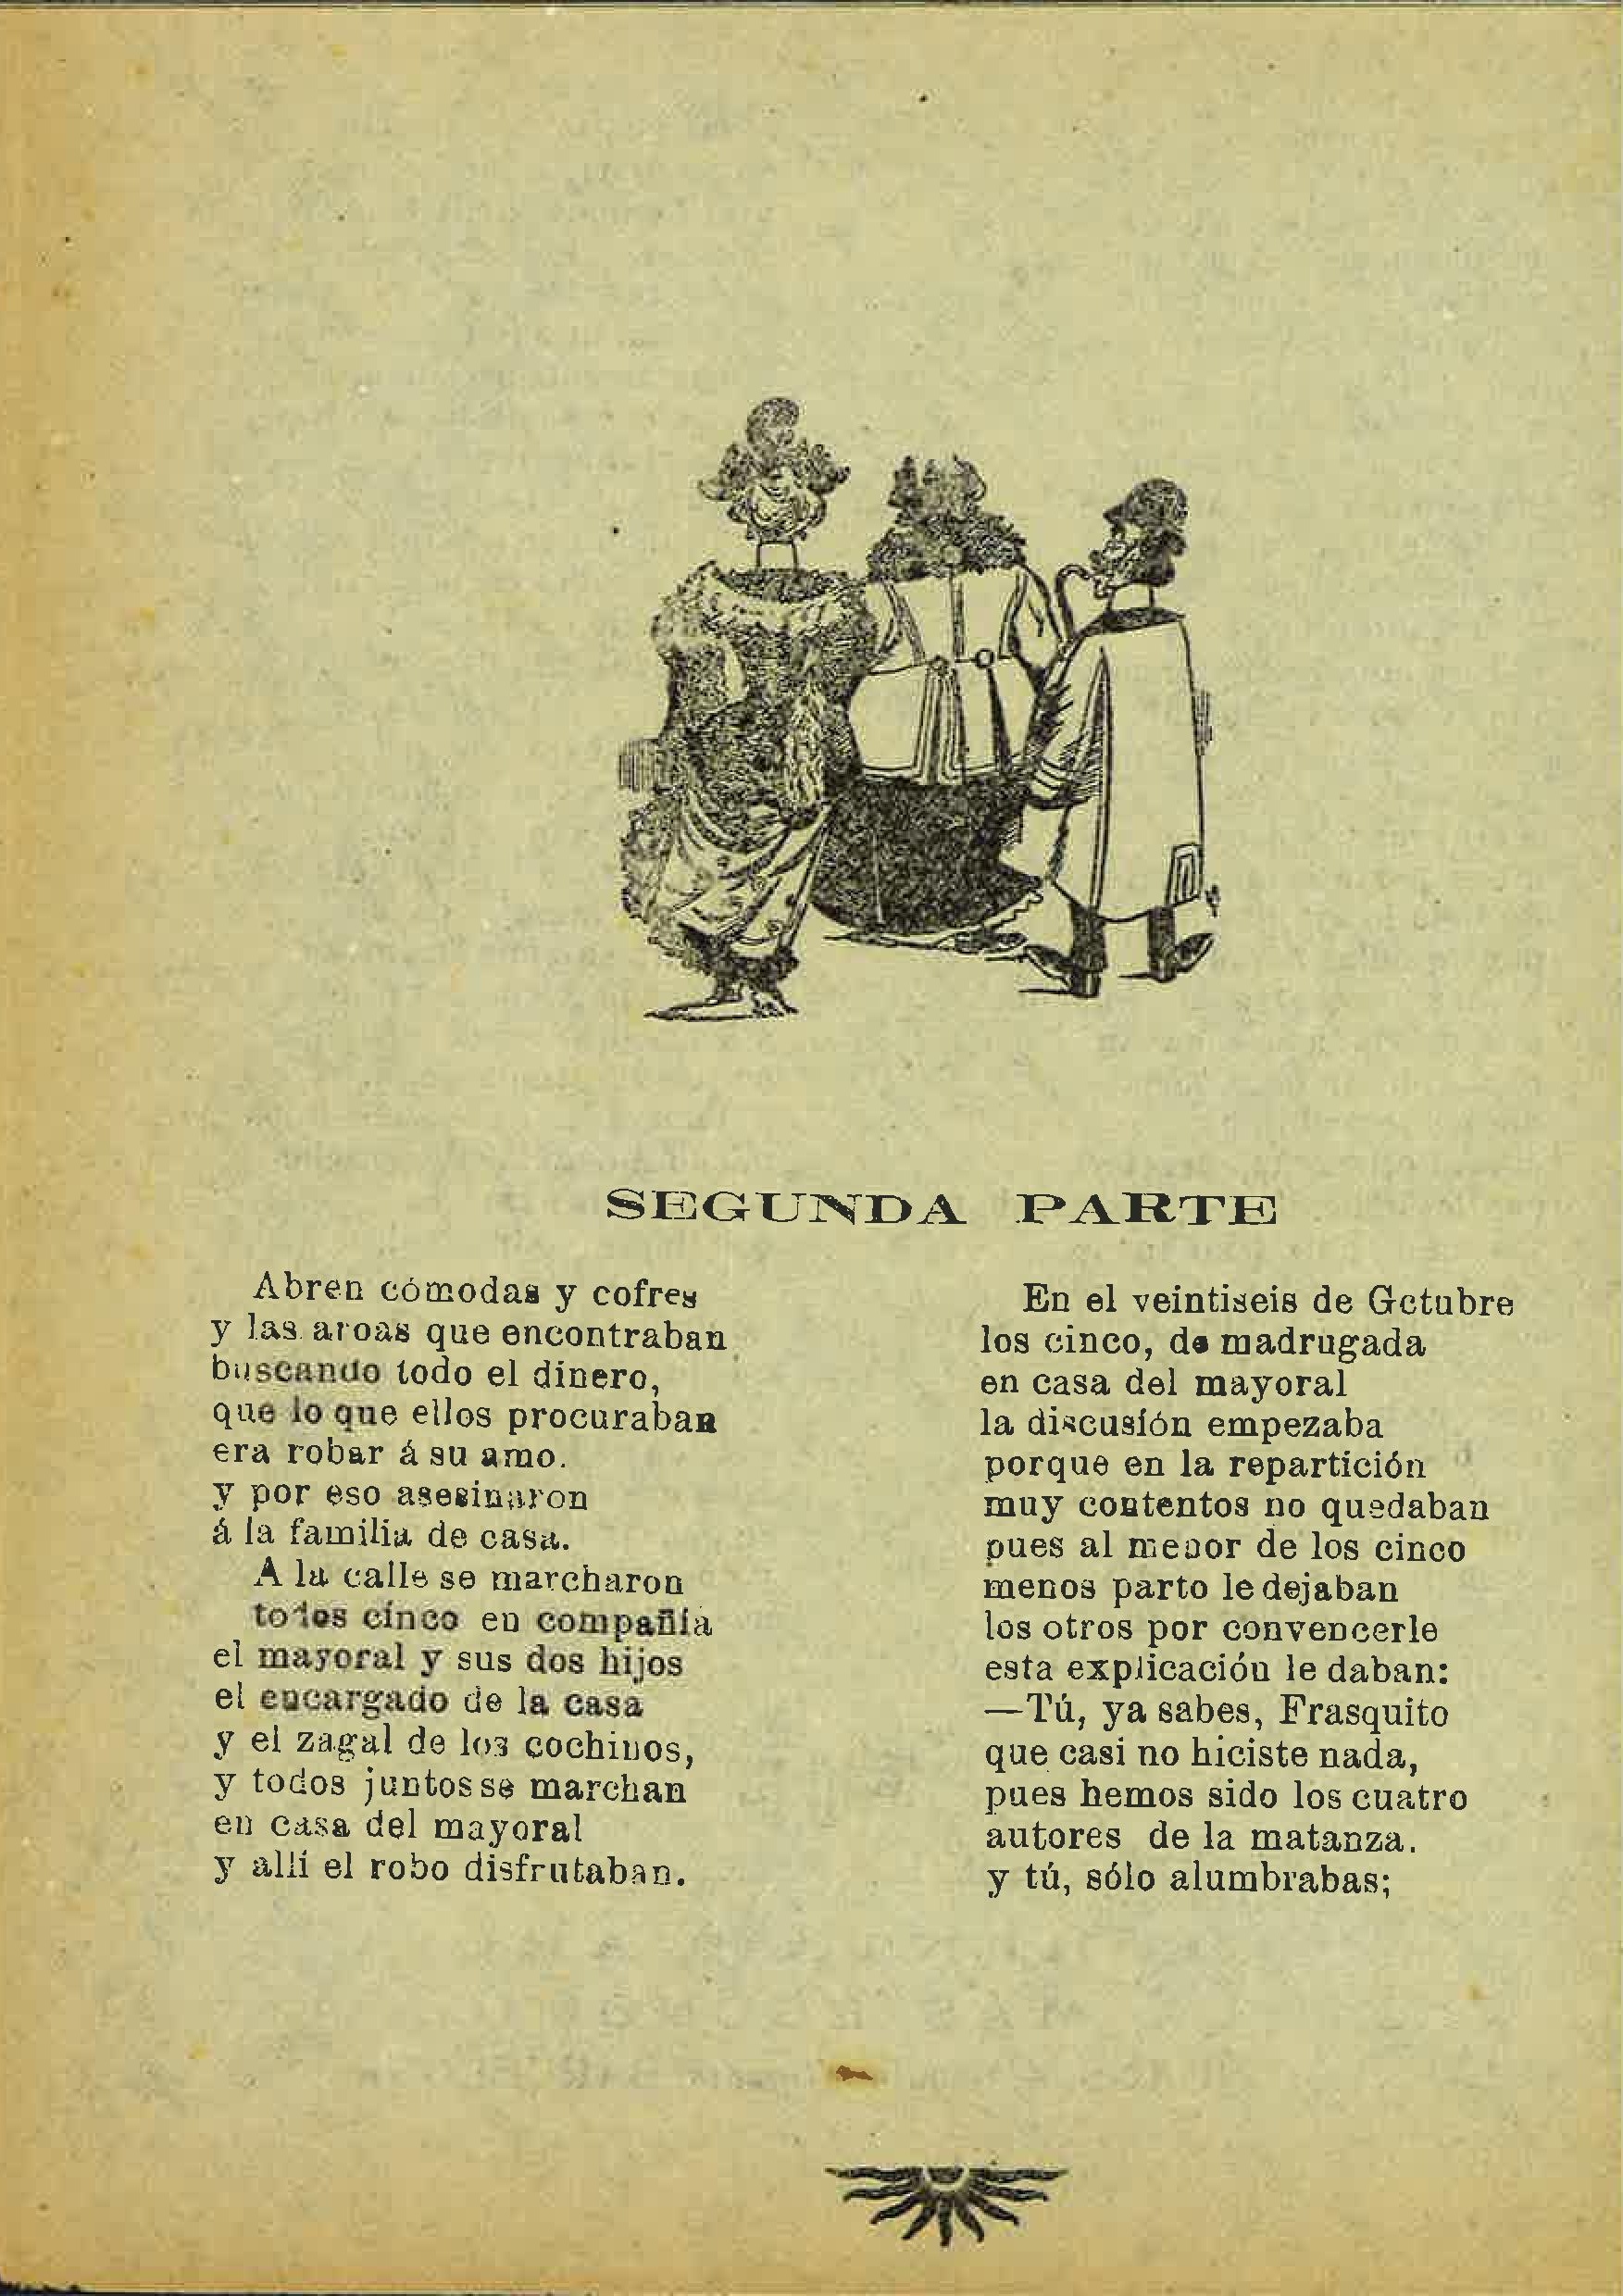 SEGUNDA PARTE
Abren cómodas y cofres
y las aroas que encontraban
buscando todo el dinero,
que lo que ellos procuraban
era robar á su amo.
y por eso asesinaron
á la familia de casa.
A la calle se marcharon
todos cinco en compañía
el mayoral y sus dos hijos
el encargado de la casa
y el zagal de los cochinos,
y todos juntos se marchan
en casa del mayoral
y allí el robo disfrutaban.
En el veintiseis de Gctubre
los cinco, de madrugada
en casa del mayoral
la discusión empezaba
porque en la repartición
muy contentos no quedaban
pues al menor de los cinco
menos parto le dejaban
los otros por convencerle
esta explicación le daban:
—Tú, ya sabes, Frasquito
que casi no hiciste nada,
pues hemos sido los cuatro
autores de la matanza.
y tú, sólo alumbrabas;